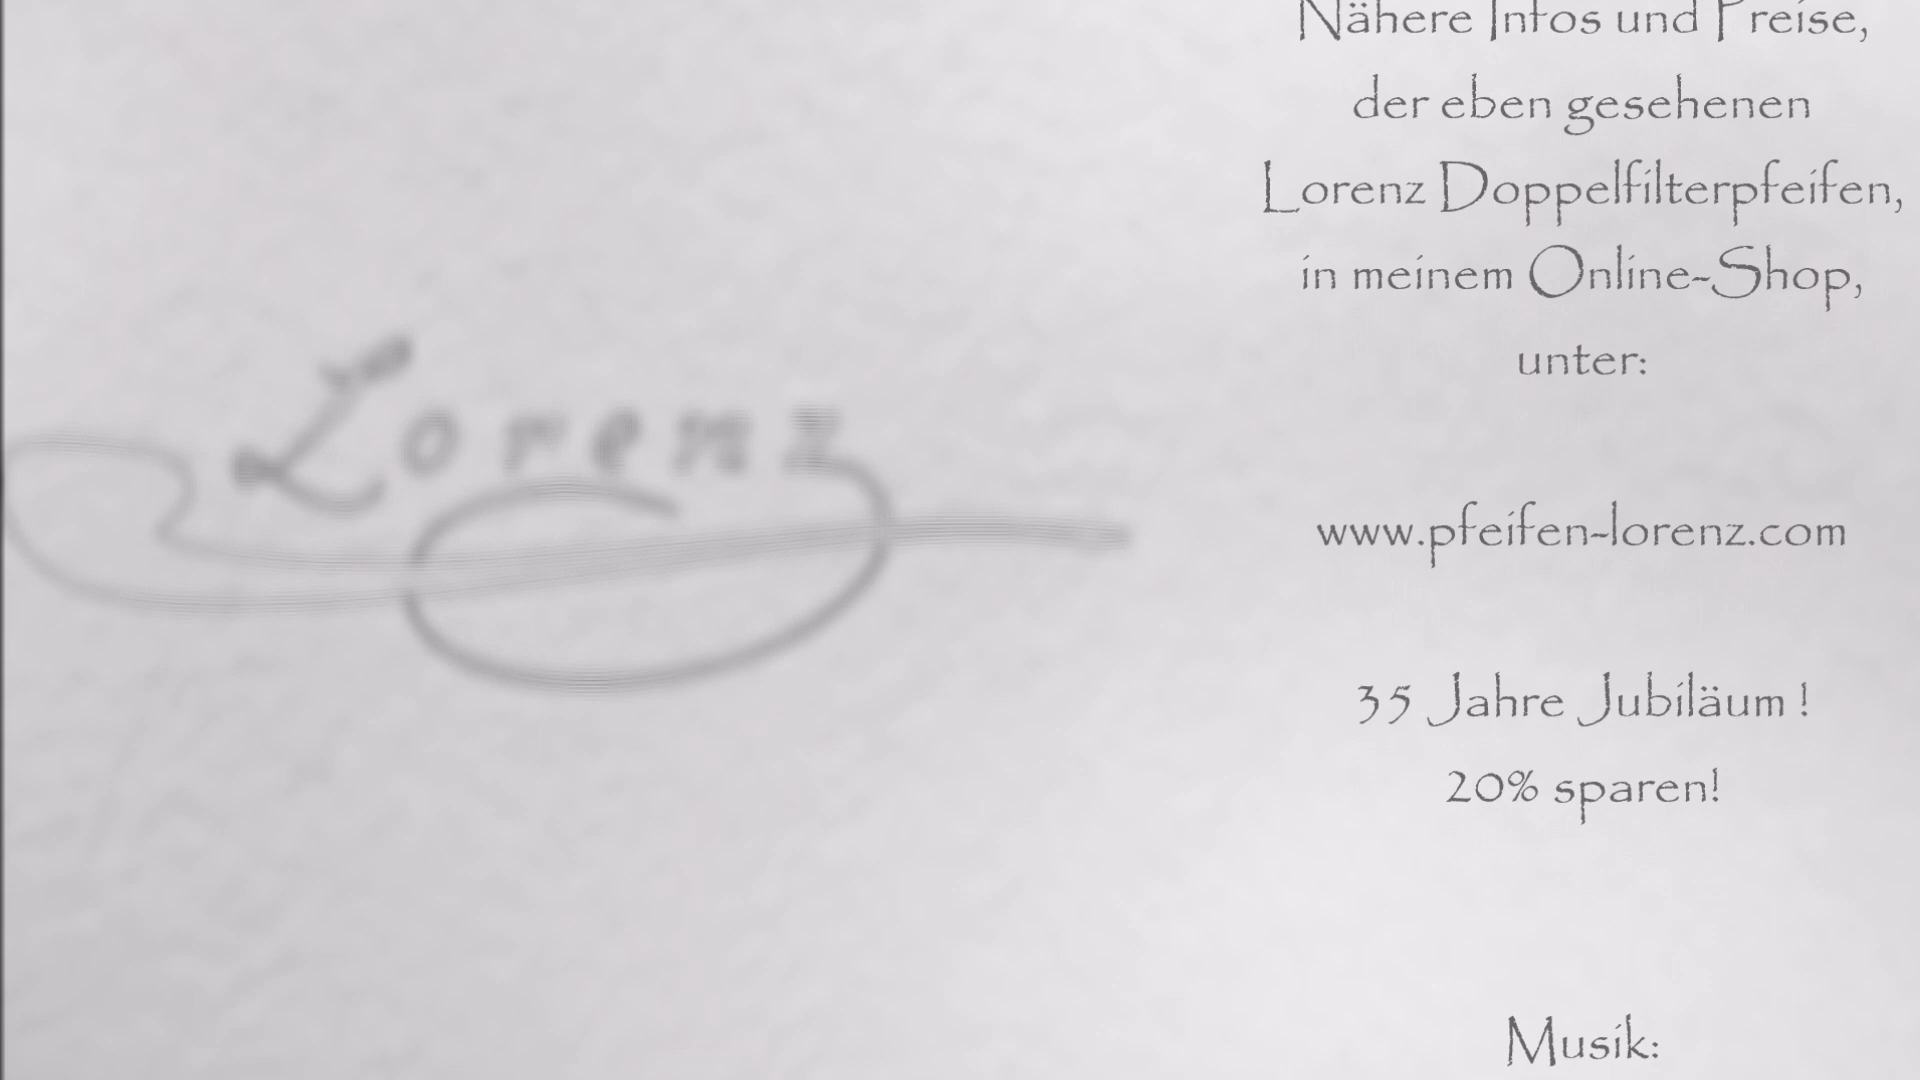 Nähere Infos und Preise,
der eben gesehenen
Lorenz Doppelfilterpfeifen,
in meinem Online-Shop,
unter:
www.pfeifen-lorenz.com
35 Jahre Jubiläum !
20% sparen!
Musik:
Lorenz